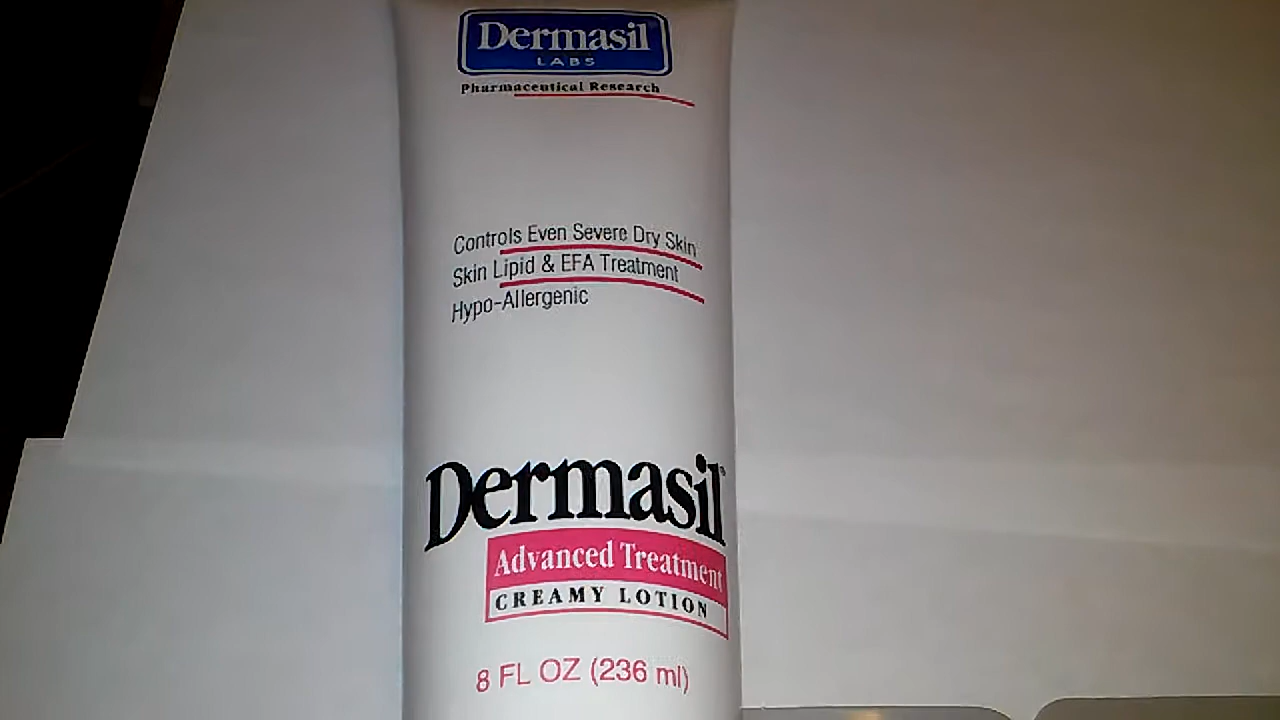 Dermasil
LABS
Pharmaceutical Research
Controls Even Severe Dry Skin
Skin Lipid & EFA Treatment
Hypo-Allergenic
Dermasil
Advanced Treatment
CREAMY LOTION
8 FL OZ (236 ml)